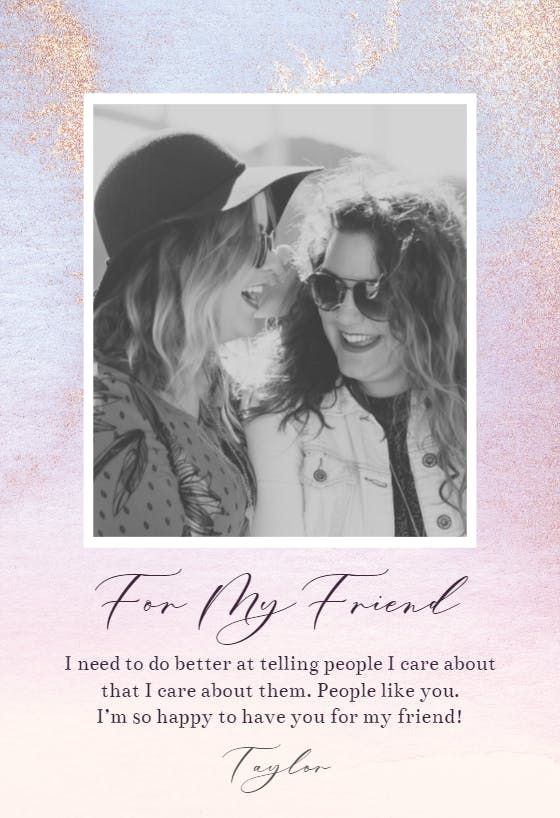 For My Friend
I need to do better at telling people I care about
that I care about them. People like you.
I’m so happy to have you for my friend!
Taylor